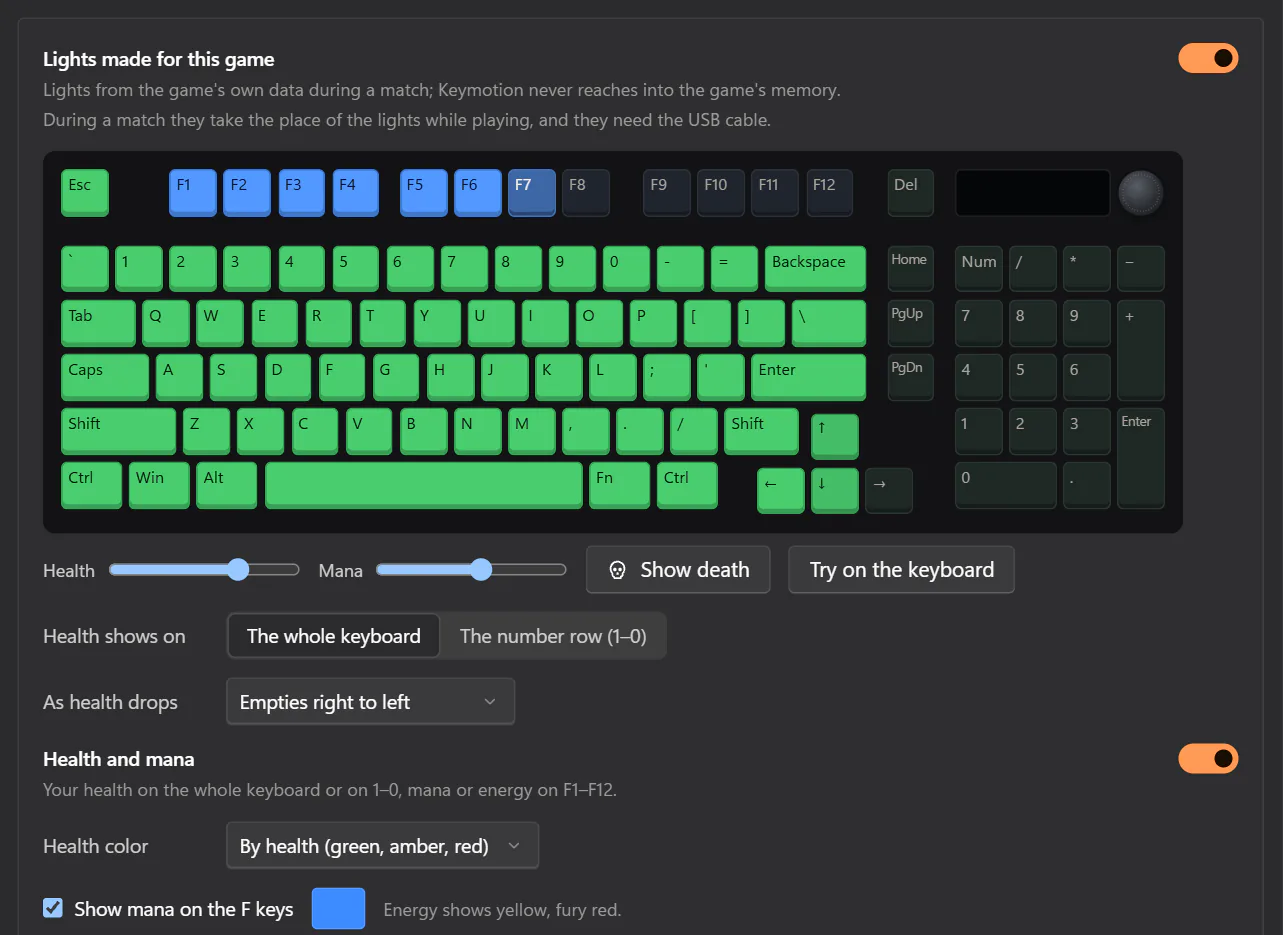 Lights made for this game
Lights from the game's own data during a match; Keymotion never reaches into the game's memory.
During a match they take the place of the lights while playing, and they need the USB cable.
Esc F1 F2 F3 F4 F5 F6 F7 F8 F9 F10 F11 F12 Del
` 1 2 3 4 5 6 7 8 9 0 - = Backspace Home Num / * −
Tab Q W E R T Y U I O P [ ] \ PgUp 7 8 9 +
Caps A S D F G H J K L ; ' Enter PgDn 4 5 6
Shift Z X C V B N M , . / Shift ↑ 1 2 3 Enter
Ctrl Win Alt Fn Ctrl ← ↓ → 0 .
Health Mana Show death Try on the keyboard
Health shows on The whole keyboard The number row (1–0)
As health drops Empties right to left
Health and mana
Your health on the whole keyboard or on 1–0, mana or energy on F1–F12.
Health color By health (green, amber, red)
Show mana on the F keys Energy shows yellow, fury red.